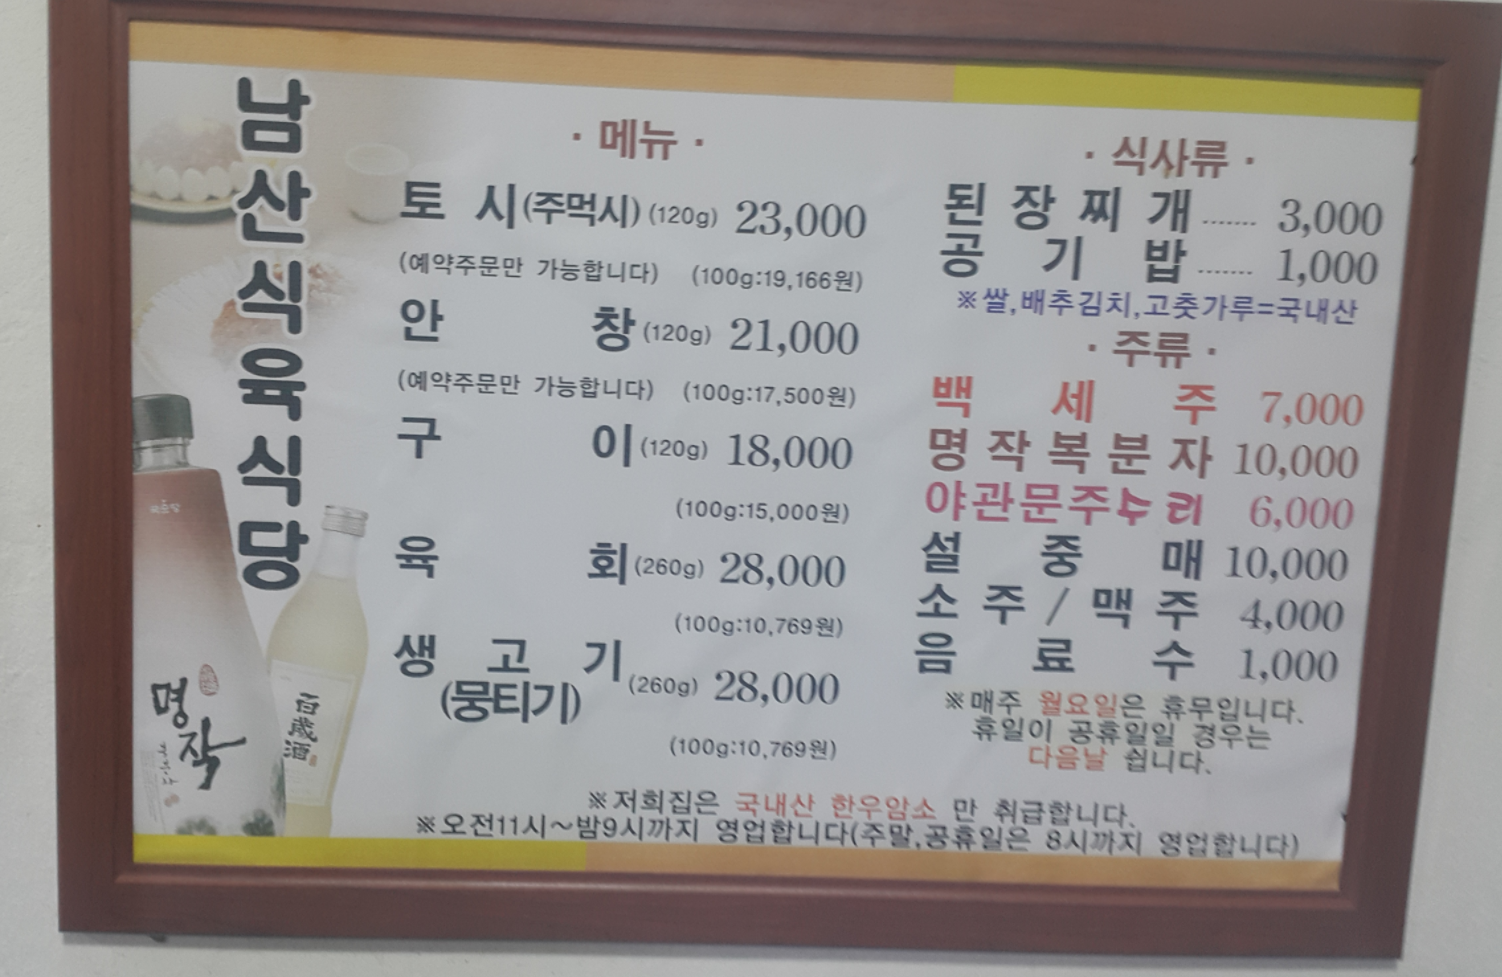 남산식육식당
· 메뉴 ·
토 시(주먹시)(120g) 23,000
(예약주문만 가능합니다) (100g:19,166원)
안 창(120g) 21,000
(예약주문만 가능합니다) (100g:17,500원)
구 이(120g) 18,000
(100g:15,000원)
육 회(260g) 28,000
(100g:10,769원)
생 고 기(260g) 28,000
(뭉티기)
(100g:10,769원)
· 식사류 ·
된 장 찌 개 ....... 3,000
공 기 밥 ....... 1,000
※쌀,배추김치,고춧가루=국내산
· 주류 ·
백 세 주 7,000
명 작 복 분 자 10,000
야관문주 6,000
설 중 매 10,000
소 주 / 맥 주 4,000
음 료 수 1,000
※매주 월요일은 휴무입니다.
휴일이 공휴일일 경우는
다음날 쉽니다.
※저희집은 국내산 한우암소 만 취급합니다.
※오전11시~밤9시까지 영업합니다(주말,공휴일은 8시까지 영업합니다)
명작
百歲酒